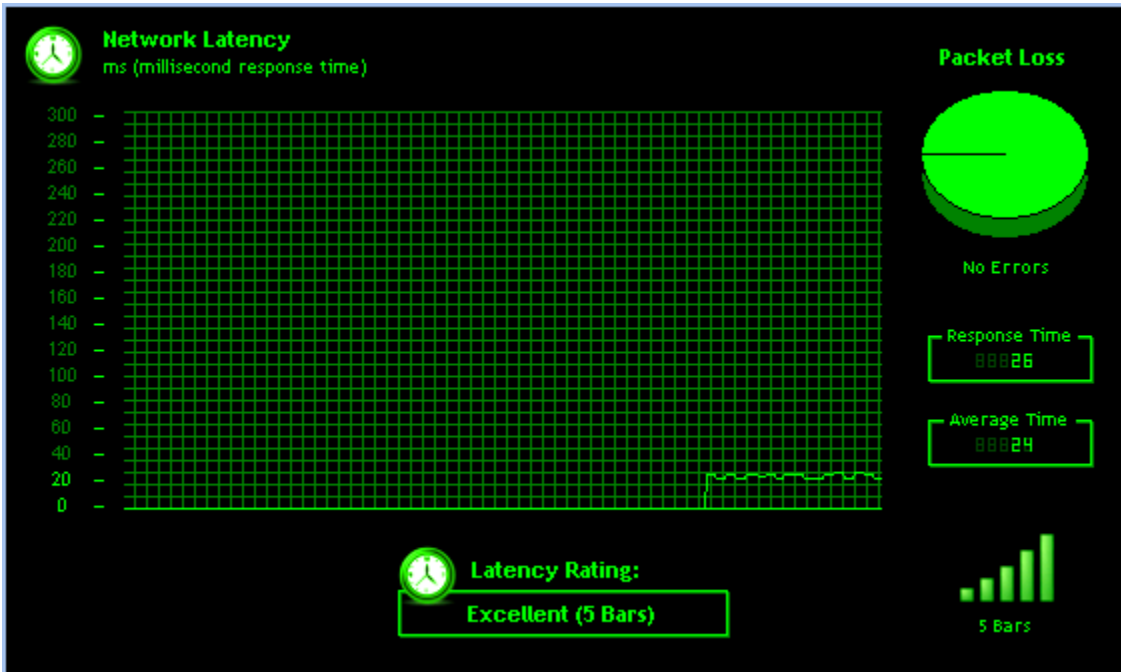 Network Latency
ms (millisecond response time)
Packet Loss
300
280
260
240
220
200
180
160
140
120
100
80
60
40
20
0
No Errors
Response Time
26
Average Time
24
Latency Rating:
Excellent (5 Bars)
5 Bars